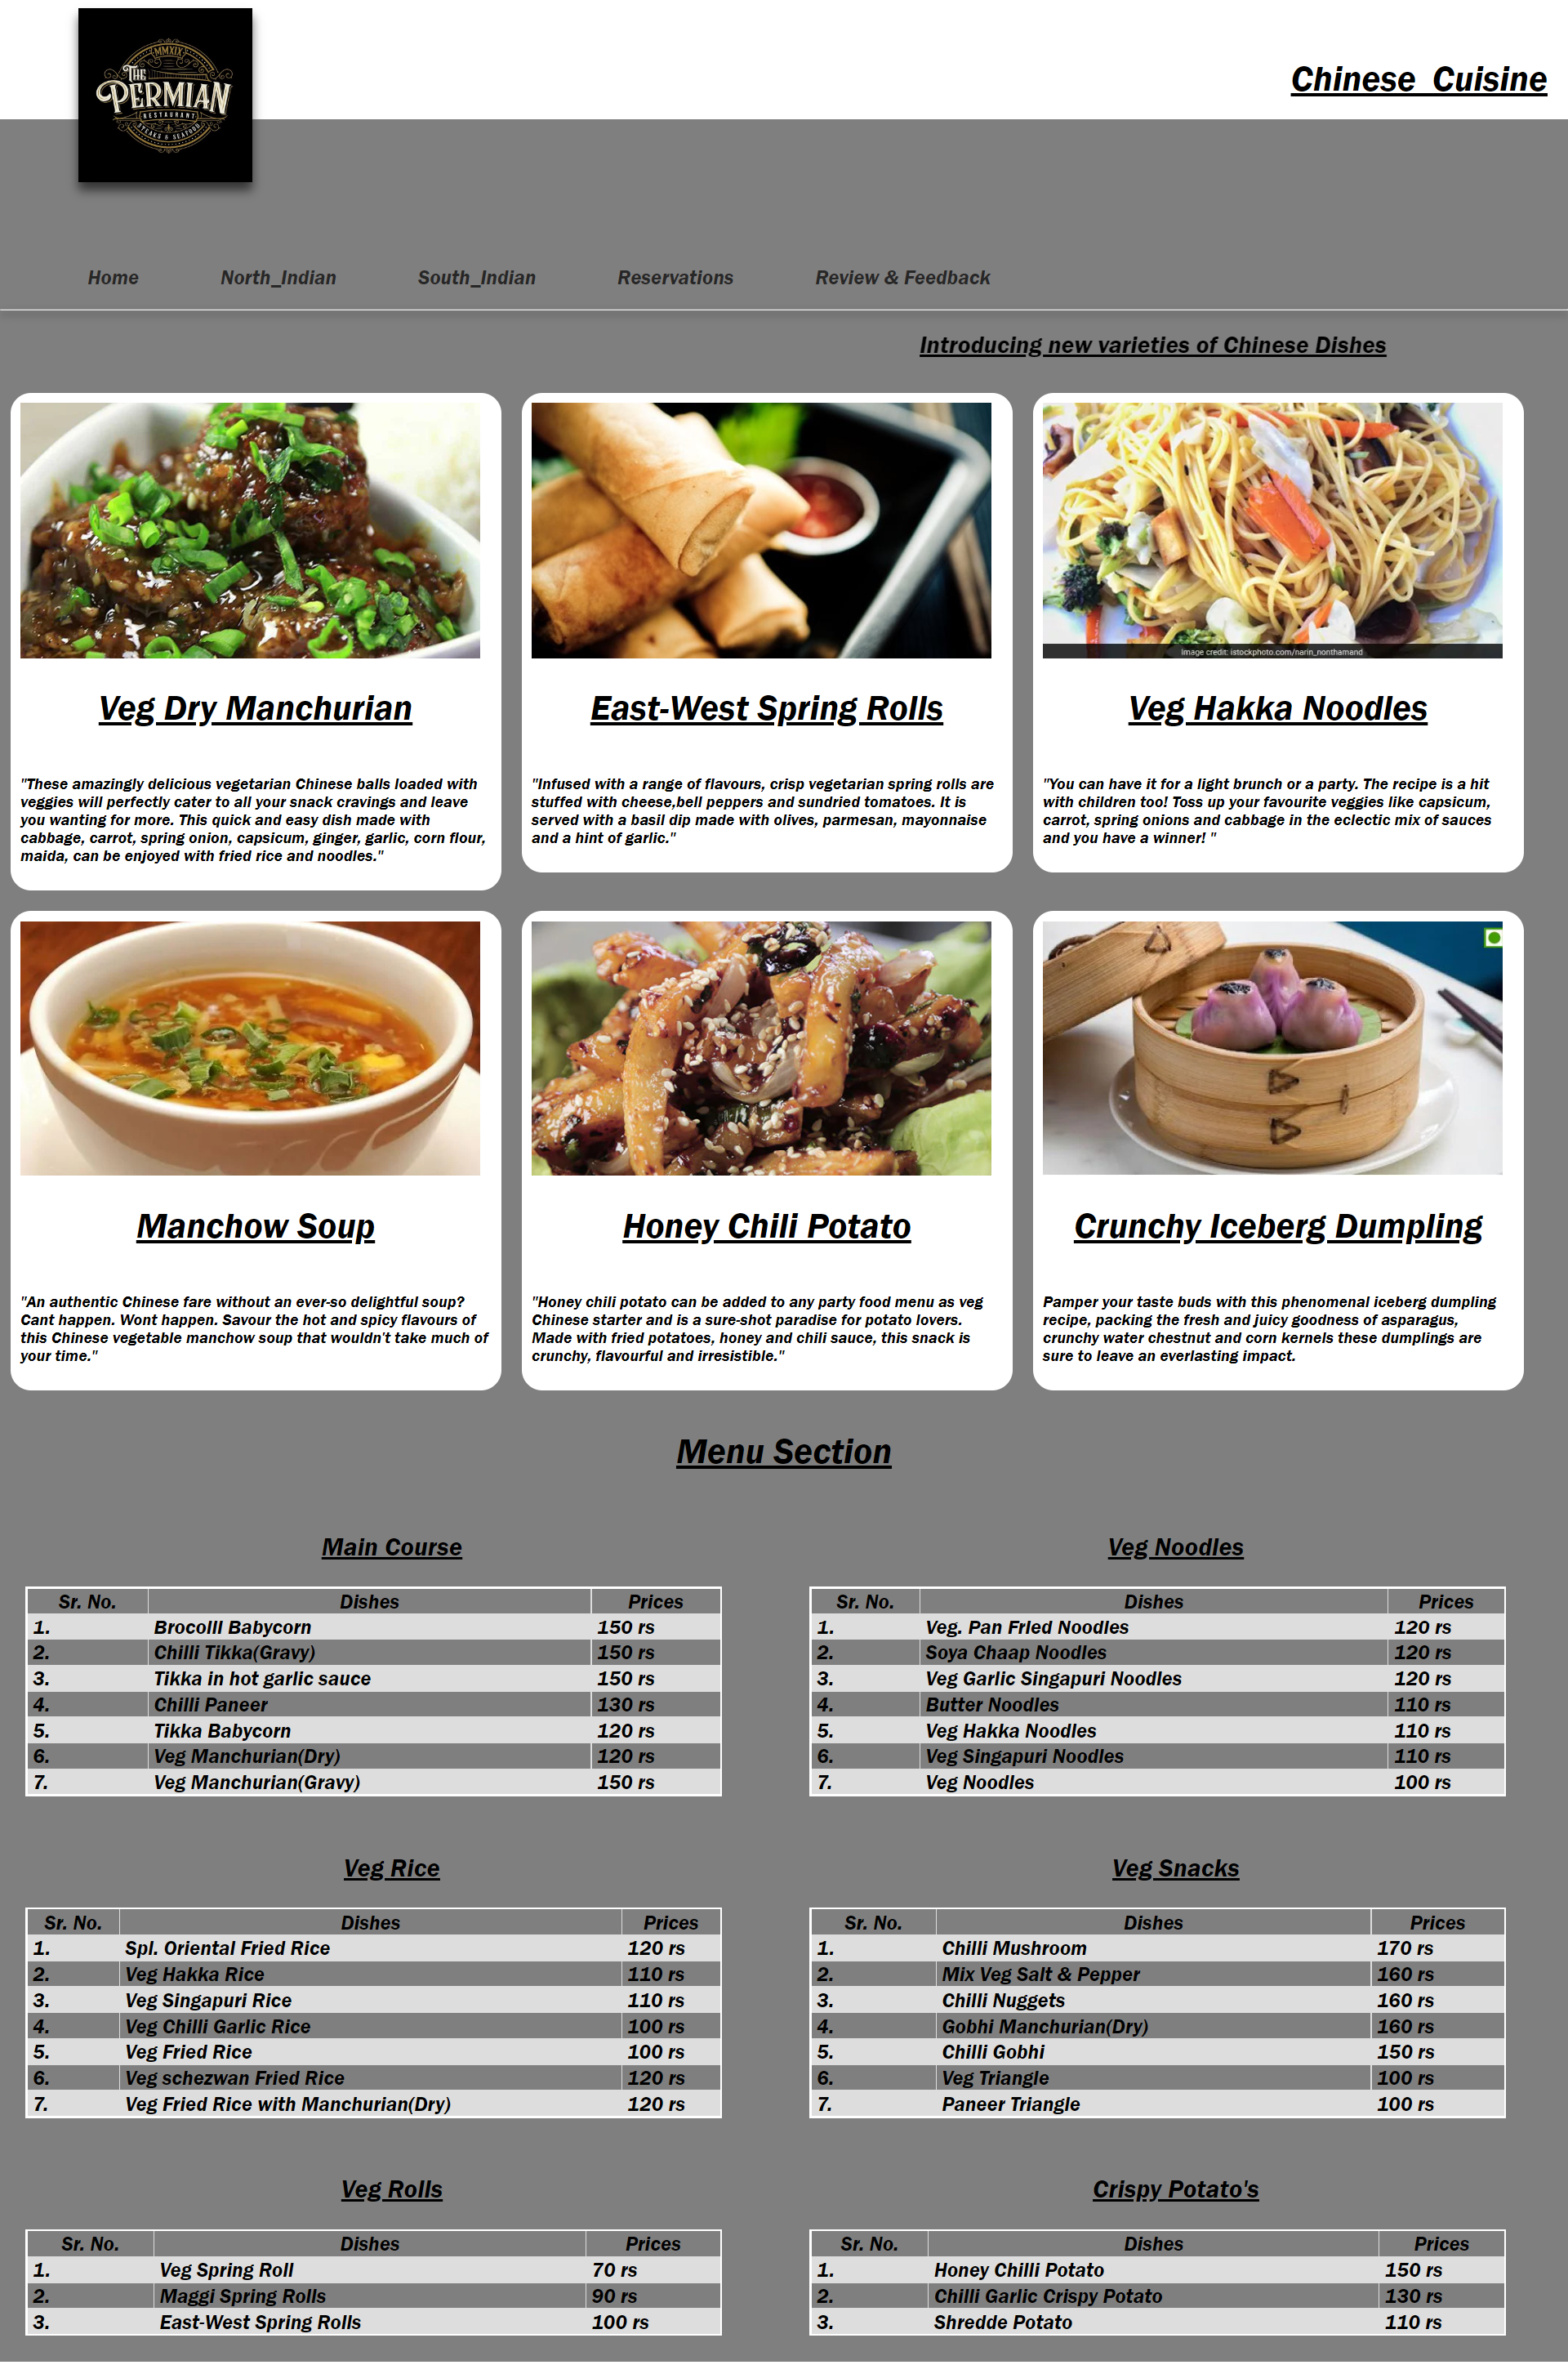 MMXIX
THE
PERMIAN
RESTAURANT
STEAKS & SEAFOOD
Chinese Cuisine
Home North_Indian South_Indian Reservations Review & Feedback
Introducing new varieties of Chinese Dishes
Image credit: istockphoto.com/narin_nonthamand
Veg Dry Manchurian
"These amazingly delicious vegetarian Chinese balls loaded with
veggies will perfectly cater to all your snack cravings and leave
you wanting for more. This quick and easy dish made with
cabbage, carrot, spring onion, capsicum, ginger, garlic, corn flour,
maida, can be enjoyed with fried rice and noodles."
East-West Spring Rolls
"Infused with a range of flavours, crisp vegetarian spring rolls are
stuffed with cheese,bell peppers and sundried tomatoes. It is
served with a basil dip made with olives, parmesan, mayonnaise
and a hint of garlic."
Veg Hakka Noodles
"You can have it for a light brunch or a party. The recipe is a hit
with children too! Toss up your favourite veggies like capsicum,
carrot, spring onions and cabbage in the eclectic mix of sauces
and you have a winner! "
Manchow Soup
"An authentic Chinese fare without an ever-so delightful soup?
Cant happen. Wont happen. Savour the hot and spicy flavours of
this Chinese vegetable manchow soup that wouldn't take much of
your time."
Honey Chili Potato
"Honey chili potato can be added to any party food menu as veg
Chinese starter and is a sure-shot paradise for potato lovers.
Made with fried potatoes, honey and chili sauce, this snack is
crunchy, flavourful and irresistible."
Crunchy Iceberg Dumpling
Pamper your taste buds with this phenomenal iceberg dumpling
recipe, packing the fresh and juicy goodness of asparagus,
crunchy water chestnut and corn kernels these dumplings are
sure to leave an everlasting impact.
Menu Section
Main Course
Sr. No. Dishes Prices
1. Brocolll Babycorn 150 rs
2. Chilli Tikka(Gravy) 150 rs
3. Tikka in hot garlic sauce 150 rs
4. Chilli Paneer 130 rs
5. Tikka Babycorn 120 rs
6. Veg Manchurian(Dry) 120 rs
7. Veg Manchurian(Gravy) 150 rs
Veg Noodles
Sr. No. Dishes Prices
1. Veg. Pan Frled Noodles 120 rs
2. Soya Chaap Noodles 120 rs
3. Veg Garlic Singapuri Noodles 120 rs
4. Butter Noodles 110 rs
5. Veg Hakka Noodles 110 rs
6. Veg Singapuri Noodles 110 rs
7. Veg Noodles 100 rs
Veg Rice
Sr. No. Dishes Prices
1. Spl. Oriental Fried Rice 120 rs
2. Veg Hakka Rice 110 rs
3. Veg Singapuri Rice 110 rs
4. Veg Chilli Garlic Rice 100 rs
5. Veg Fried Rice 100 rs
6. Veg schezwan Fried Rice 120 rs
7. Veg Fried Rice with Manchurian(Dry) 120 rs
Veg Snacks
Sr. No. Dishes Prices
1. Chilli Mushroom 170 rs
2. Mix Veg Salt & Pepper 160 rs
3. Chilli Nuggets 160 rs
4. Gobhi Manchurian(Dry) 160 rs
5. Chilli Gobhi 150 rs
6. Veg Triangle 100 rs
7. Paneer Triangle 100 rs
Veg Rolls
Sr. No. Dishes Prices
1. Veg Spring Roll 70 rs
2. Maggi Spring Rolls 90 rs
3. East-West Spring Rolls 100 rs
Crispy Potato's
Sr. No. Dishes Prices
1. Honey Chilli Potato 150 rs
2. Chilli Garlic Crispy Potato 130 rs
3. Shredde Potato 110 rs